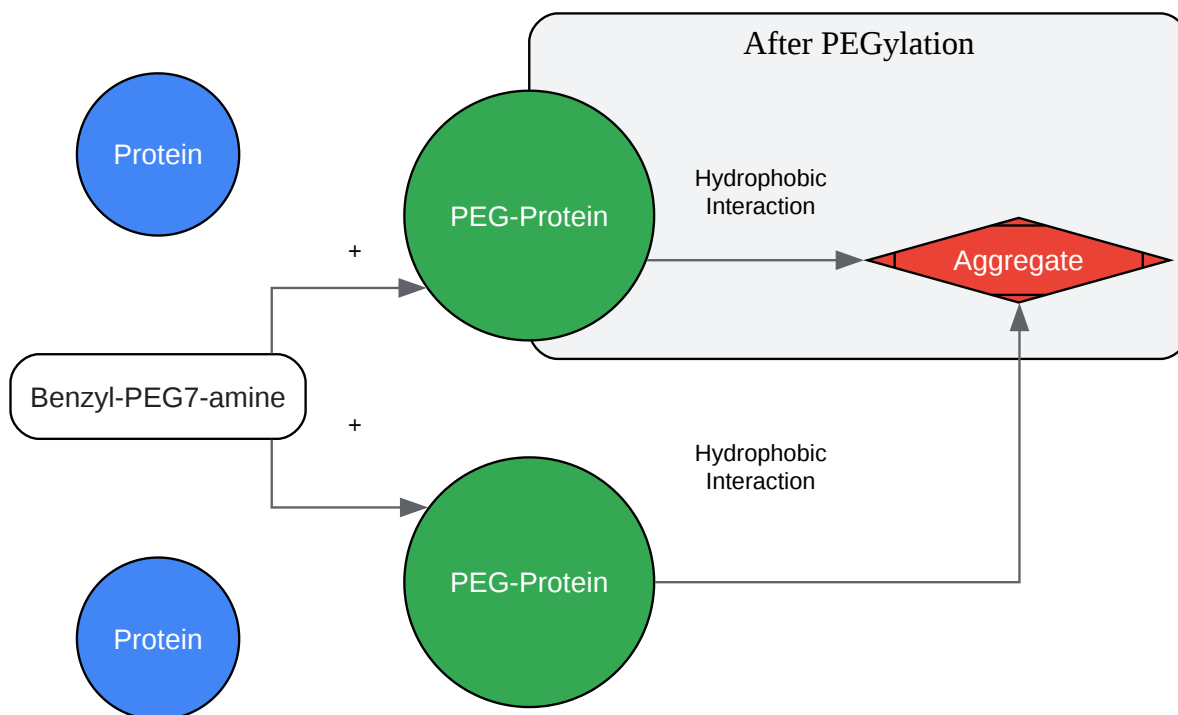 After PEGylation
Protein
PEG-Protein
Hydrophobic
Interaction
+
Aggregate
Benzyl-PEG7-amine
+
Hydrophobic
Interaction
PEG-Protein
Protein